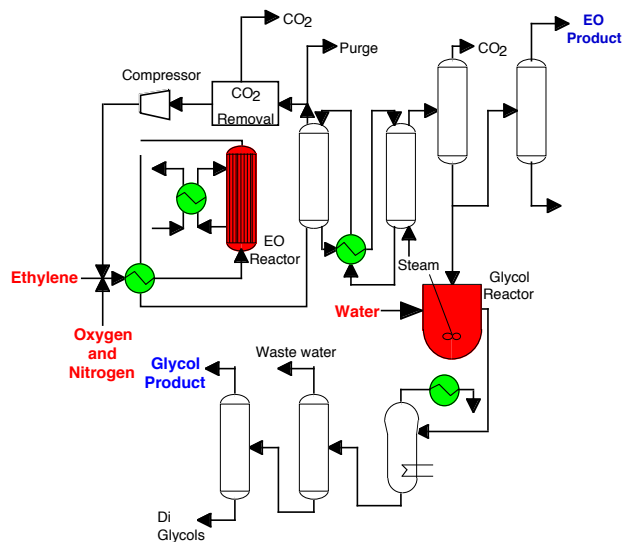 CO2
Purge
CO2
EO
Product
Compressor
CO2
Removal
EO
Reactor
Steam
Glycol
Reactor
Ethylene
Oxygen
and
Nitrogen
Water
Glycol
Product
Waste water
Di
Glycols